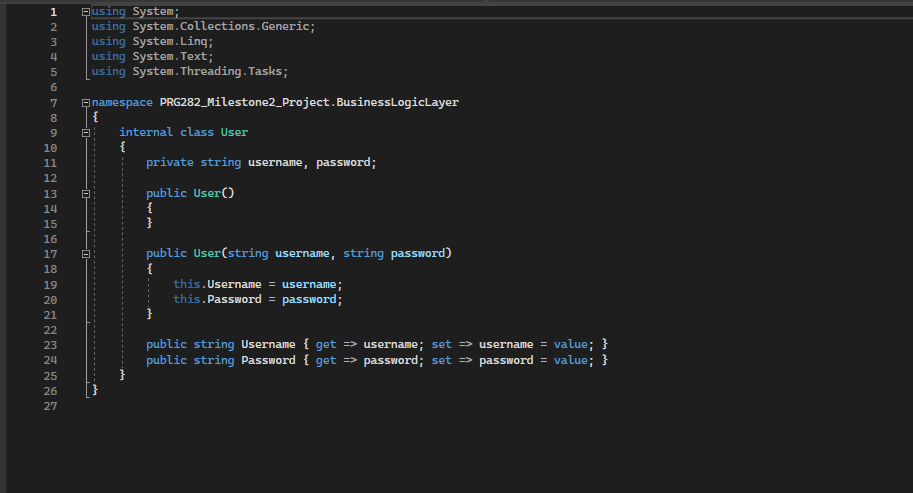 1 using System;
2 using System.Collections.Generic;
3 using System.Linq;
4 using System.Text;
5 using System.Threading.Tasks;
6
7 namespace PRG282_Milestone2_Project.BusinessLogicLayer
8 {
9     internal class User
10     {
11         private string username, password;
12
13         public User()
14         {
15         }
16
17         public User(string username, string password)
18         {
19             this.Username = username;
20             this.Password = password;
21         }
22
23         public string Username { get => username; set => username = value; }
24         public string Password { get => password; set => password = value; }
25     }
26 }
27